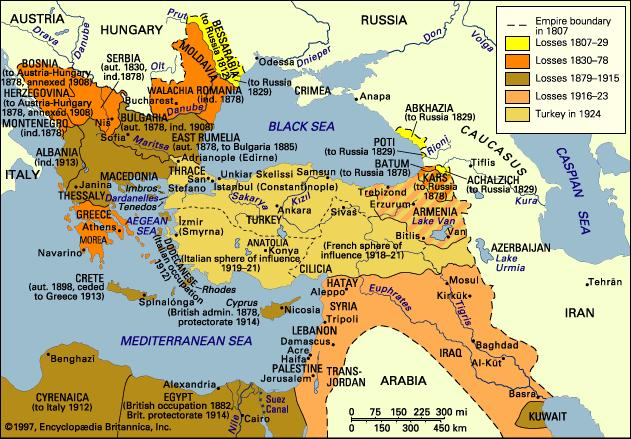 AUSTRIA
Drava
Danube
HUNGARY
Prut
BESSARABIA
(to Russia
1812)
RUSSIA
Don
Volga
Empire boundary
in 1807
Losses 1807–29
Losses 1830–78
Losses 1879–1915
Losses 1916–23
Turkey in 1924
BOSNIA
(to Austria-Hungary
1878, annexed 1908)
HERZEGOVINA
(to Austria-Hungary
1878, annexed 1908)
MONTENEGRO
(ind.1878)
SERBIA
(aut. 1830,
ind.1878)
Olt
MOLDAVIA
Odessa
Dnieper
(to Russia
1829)
CRIMEA
Anapa
WALACHIA
ROMANIA
(ind. 1878)
Bucharest
Danube
Niš
BULGARIA
(aut. 1878, ind. 1908)
Sofia
Maritsa
EAST RUMELIA
(aut. 1878, to Bulgaria 1885)
BLACK SEA
ABKHAZIA
(to Russia 1829)
CAUCASUS
POTI
(to Russia 1829)
Rioni
BATUM
(to Russia 1878)
Tiflis
KARS
(to Russia
1878)
ACHALZICH
(to Russia 1829)
Kura
CASPIAN
SEA
ALBANIA
(ind.1913)
Adrianople (Edirne)
THRACE
MACEDONIA
San
Stefano
Unkiar Skelissi
Istanbul (Constantinople)
Samsun
Trebizond
Erzurum
ARMENIA
Lake Van
Van
Bitlis
ITALY
Janina
Imbros
Dardanelles
Tenedos
THESSALY
Sakarya
Kızıl
Ankara
Sivas
TURKEY
GREECE
AEGEAN
SEA
Izmir
(Smyrna)
Athens
MOREA
Navarino
ANATOLIA
Konya
(Italian sphere of influence
1919–21)
(French sphere of
influence 1918–21)
CILICIA
AZERBAIJAN
Lake
Urmia
DODECANESE
(Italian occupation
1912)
Rhodes
CRETE
(aut. 1898, ceded
to Greece 1913)
Spinalónga
Cyprus
(British admin. 1878,
protectorate 1914)
Nicosia
HATAY
Aleppo
SYRIA
Euphrates
Tigris
Mosul
Kirkūk
Tehrān
IRAN
Tripoli
LEBANON
Damascus
Acre
Haifa
PALESTINE
Jerusalem
TRANS-
JORDAN
IRAQ
Baghdad
Al-Kūt
Basra
KUWAIT
MEDITERRANEAN SEA
Benghazi
CYRENAICA
(to Italy 1912)
Alexandria
EGYPT
(British occupation 1882,
Brit. protectorate 1914)
Nile
Cairo
Suez
Canal
ARABIA
0 75 150 225 300 mi
0 150 300 450 km
©1997, Encyclopædia Britannica, Inc.